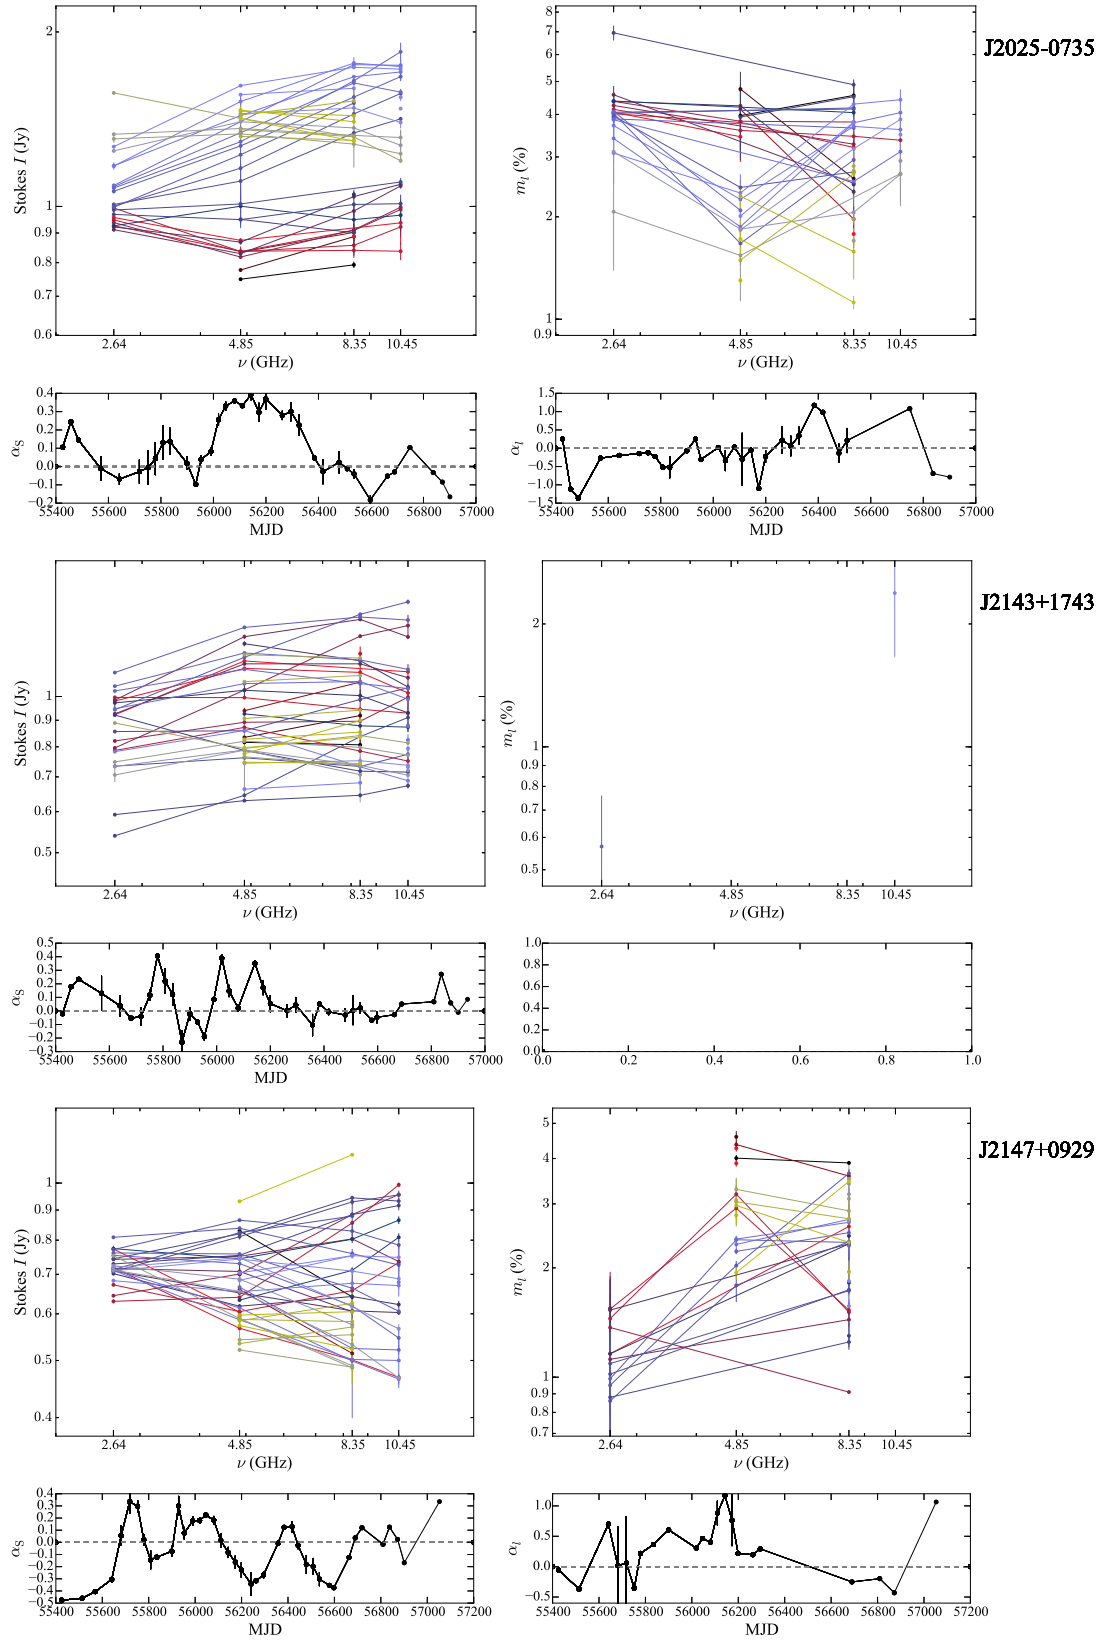 J2025-0735
2
1
0.9
0.8
0.7
0.6
Stokes I (Jy)
2.64 4.85 8.35 10.45
ν (GHz)
8
7
6
5
4
3
2
1
0.9
m_l (%)
2.64 4.85 8.35 10.45
ν (GHz)
0.4
0.3
0.2
0.1
0.0
−0.1
−0.2
α_S
55400 55600 55800 56000 56200 56400 56600 56800 57000
MJD
1.5
1.0
0.5
0.0
−0.5
−1.0
−1.5
α_l
55400 55600 55800 56000 56200 56400 56600 56800 57000
MJD
J2143+1743
1
0.9
0.8
0.7
0.6
0.5
Stokes I (Jy)
2.64 4.85 8.35 10.45
ν (GHz)
2
1
0.9
0.8
0.7
0.6
0.5
m_l (%)
2.64 4.85 8.35 10.45
ν (GHz)
0.5
0.4
0.3
0.2
0.1
0.0
−0.1
−0.2
−0.3
α_S
55400 55600 55800 56000 56200 56400 56600 56800 57000
MJD
1.0
0.8
0.6
0.4
0.2
0.0
0.0 0.2 0.4 0.6 0.8 1.0
J2147+0929
1
0.9
0.8
0.7
0.6
0.5
0.4
Stokes I (Jy)
2.64 4.85 8.35 10.45
ν (GHz)
5
4
3
2
1
0.9
0.8
0.7
m_l (%)
2.64 4.85 8.35 10.45
ν (GHz)
0.4
0.3
0.2
0.1
0.0
−0.1
−0.2
−0.3
−0.4
−0.5
α_S
55400 55600 55800 56000 56200 56400 56600 56800 57000 57200
MJD
1.0
0.5
0.0
−0.5
α_l
55400 55600 55800 56000 56200 56400 56600 56800 57000 57200
MJD